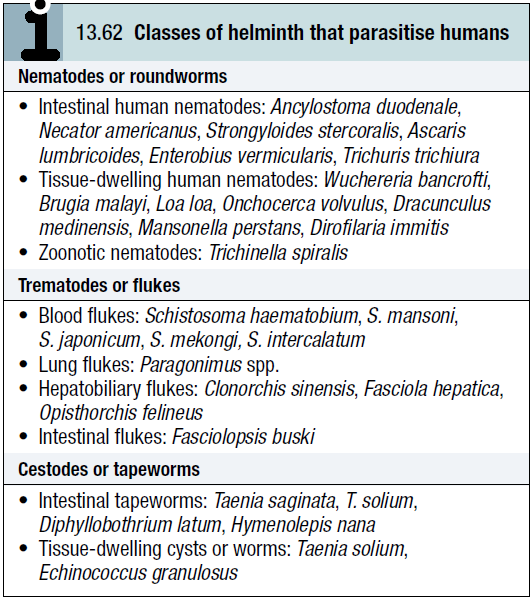 i 13.62 Classes of helminth that parasitise humans
Nematodes or roundworms
• Intestinal human nematodes: Ancylostoma duodenale,
Necator americanus, Strongyloides stercoralis, Ascaris
lumbricoides, Enterobius vermicularis, Trichuris trichiura
• Tissue-dwelling human nematodes: Wuchereria bancrofti,
Brugia malayi, Loa loa, Onchocerca volvulus, Dracunculus
medinensis, Mansonella perstans, Dirofilaria immitis
• Zoonotic nematodes: Trichinella spiralis
Trematodes or flukes
• Blood flukes: Schistosoma haematobium, S. mansoni,
S. japonicum, S. mekongi, S. intercalatum
• Lung flukes: Paragonimus spp.
• Hepatobiliary flukes: Clonorchis sinensis, Fasciola hepatica,
Opisthorchis felineus
• Intestinal flukes: Fasciolopsis buski
Cestodes or tapeworms
• Intestinal tapeworms: Taenia saginata, T. solium,
Diphyllobothrium latum, Hymenolepis nana
• Tissue-dwelling cysts or worms: Taenia solium,
Echinococcus granulosus